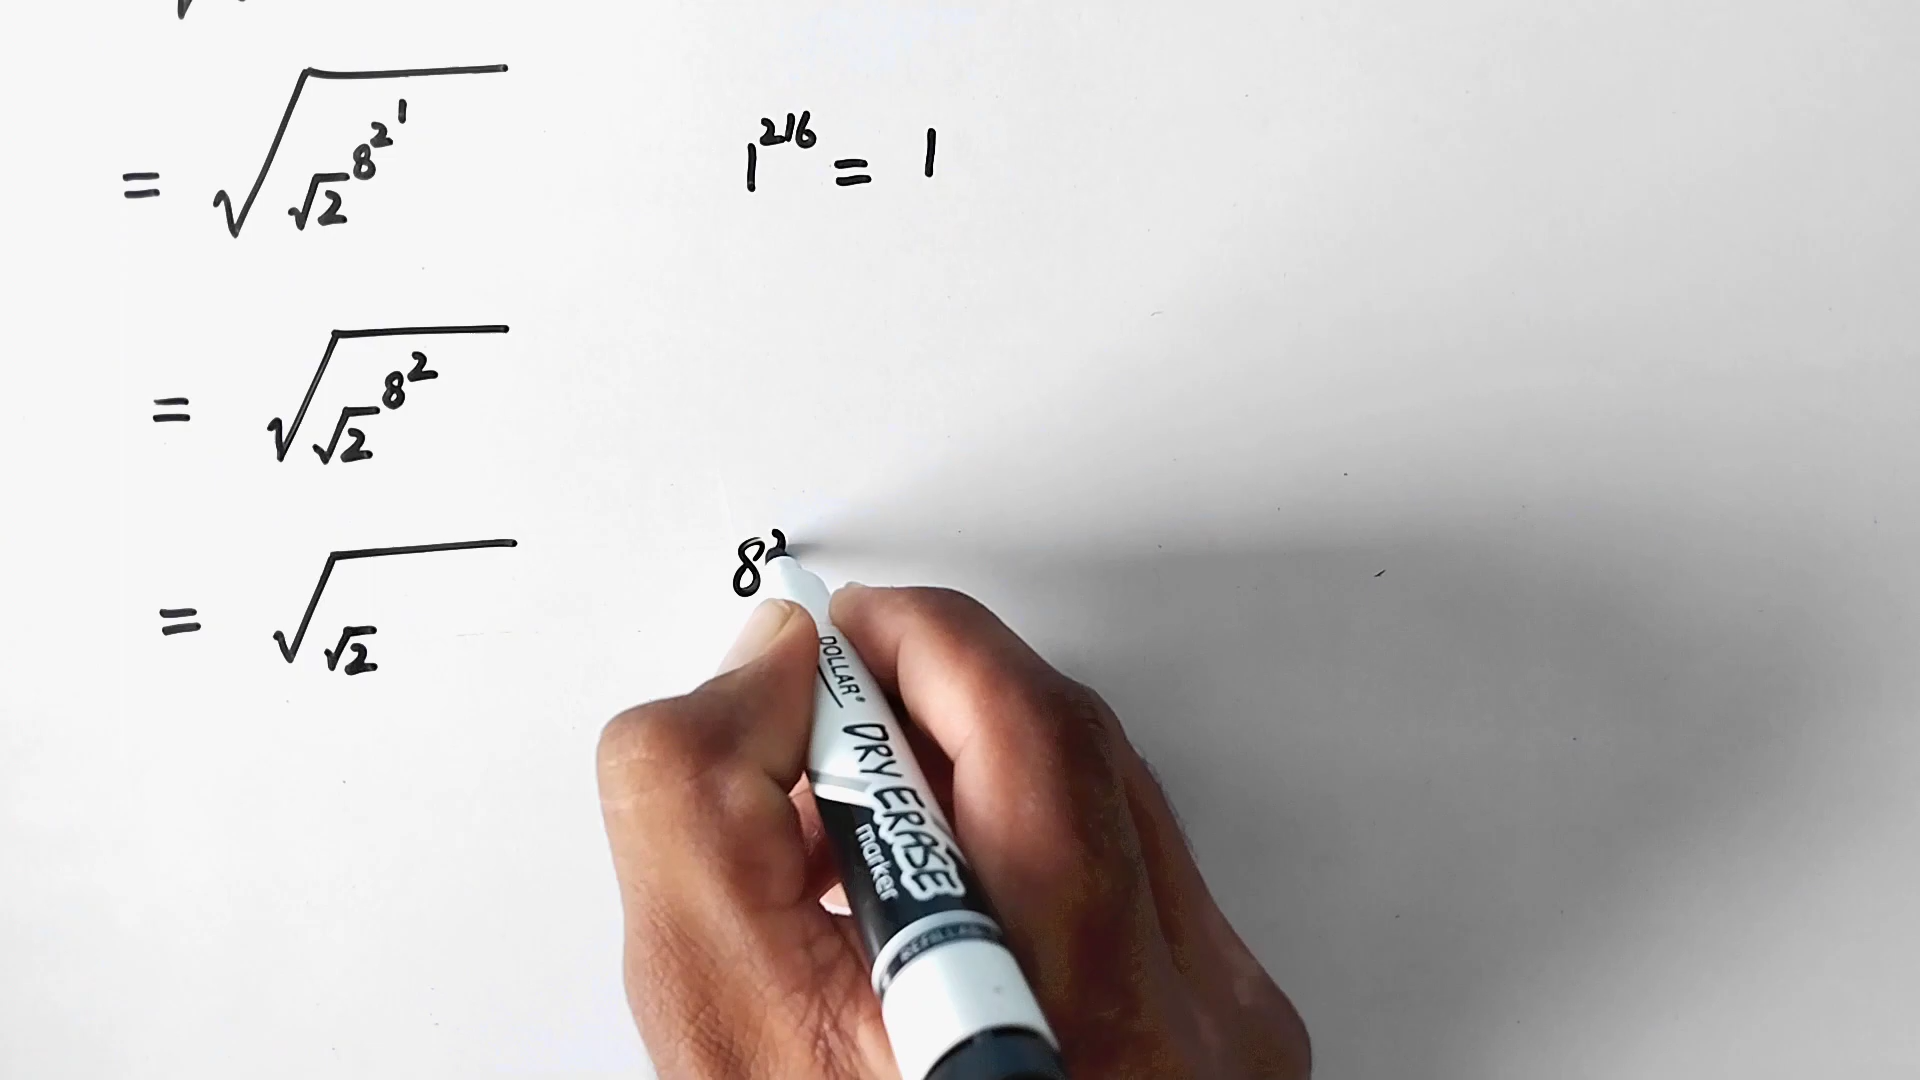 = √(√2^8^2^1)
1^216 = 1
= √(√2^8^2)
= √(√2
8^2
DOLLAR®
DRY ERASE
marker